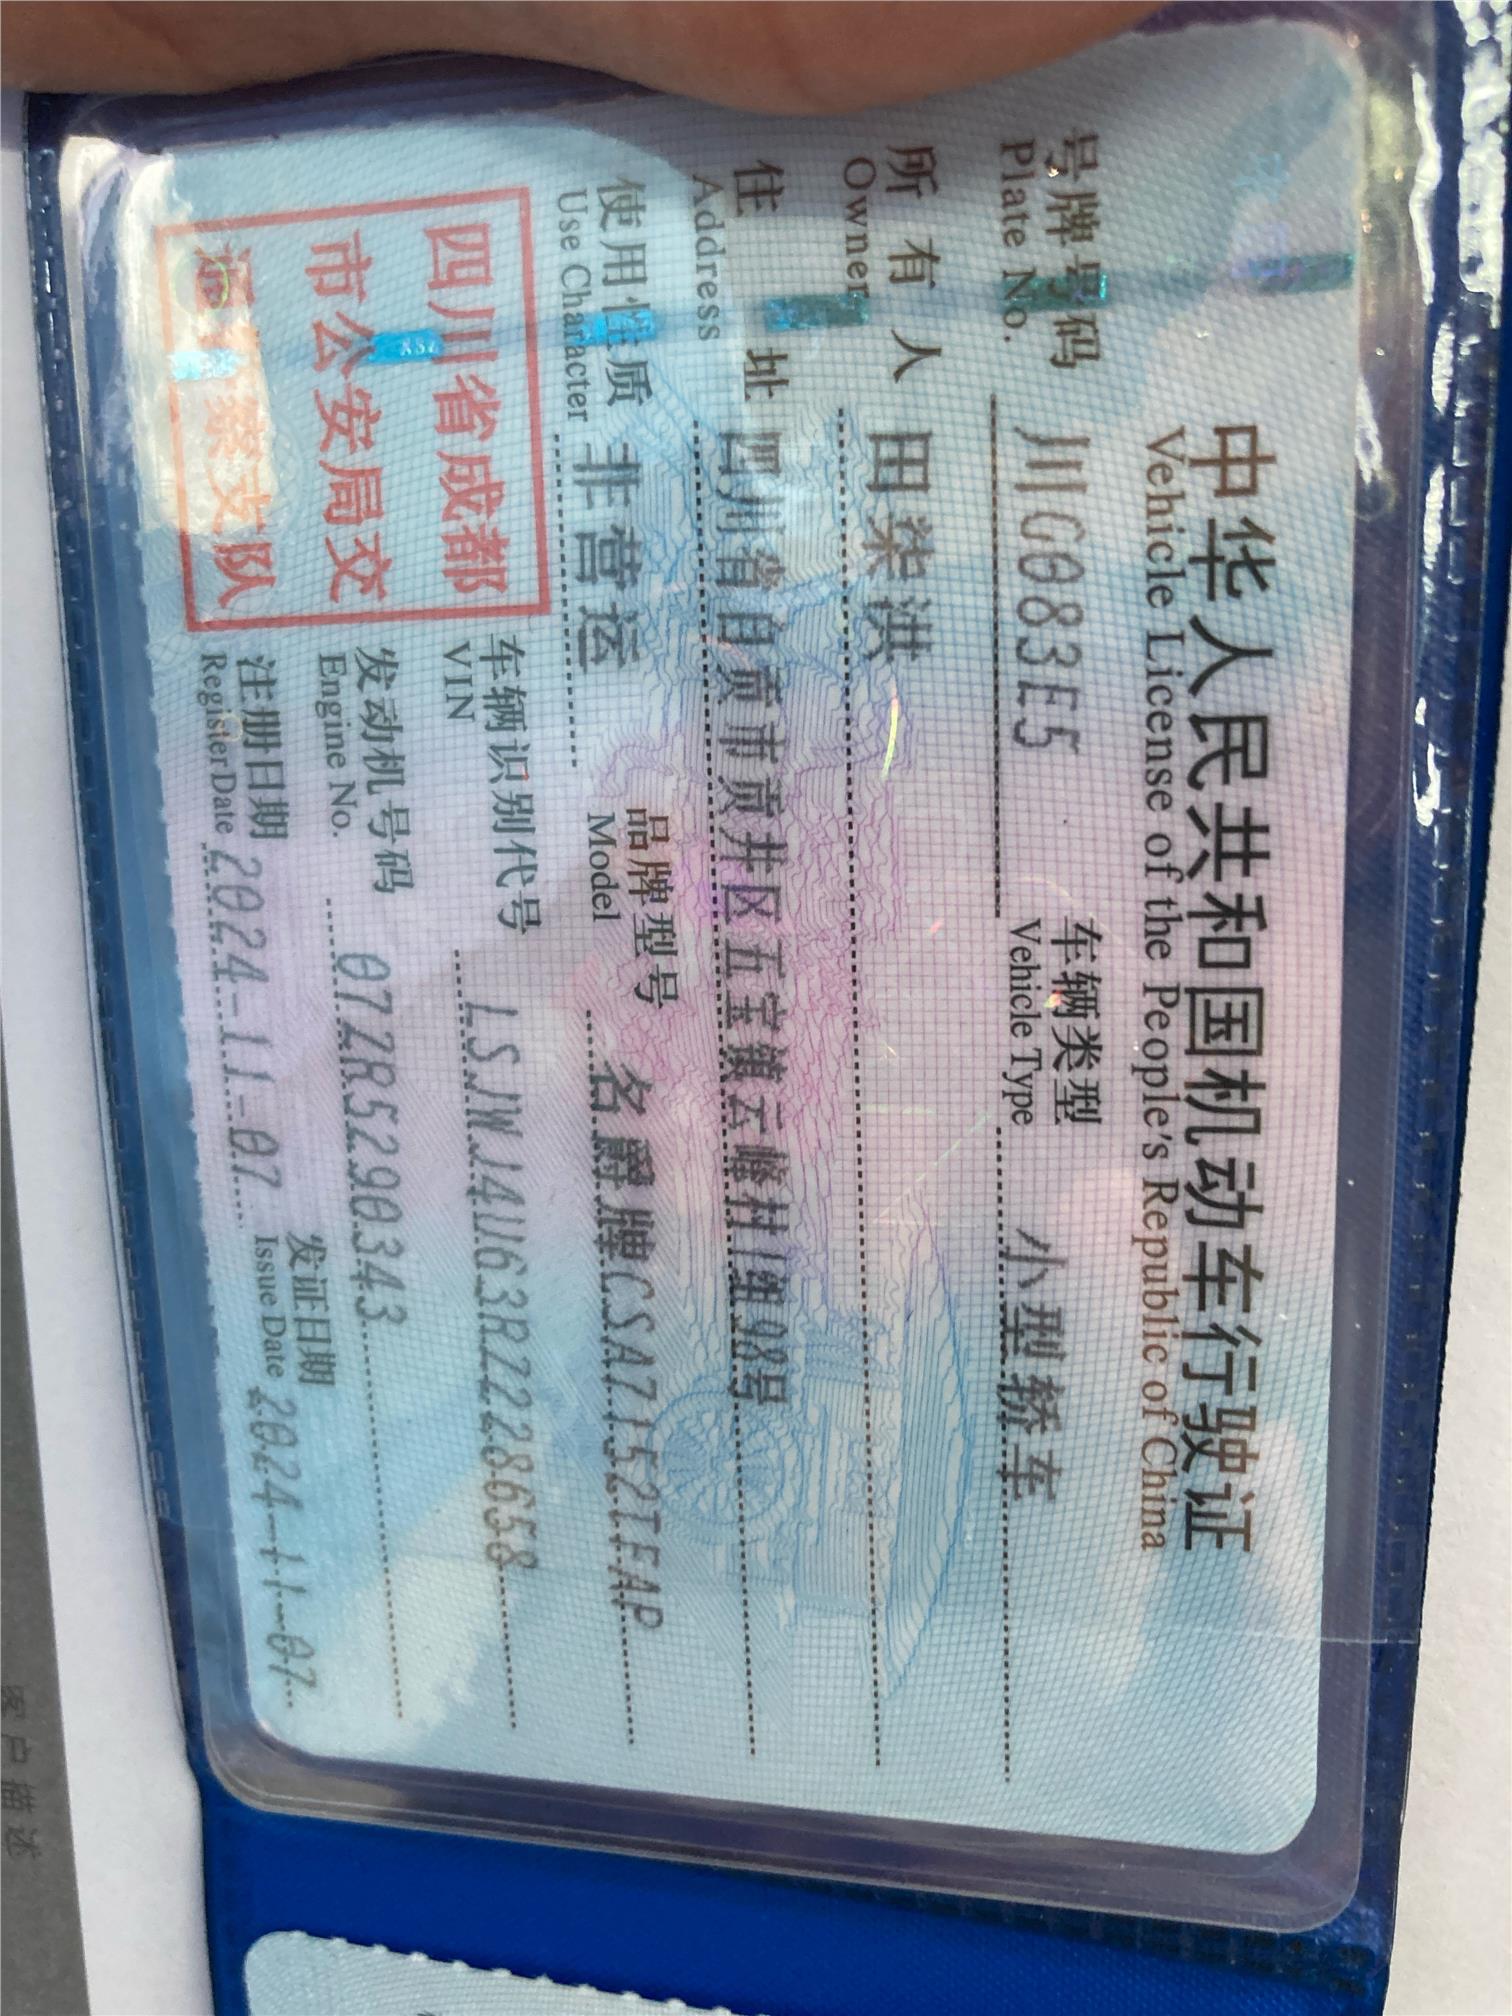 中华人民共和国机动车行驶证
Vehicle License of the People's Republic of China
号牌号码 川G083E5 车辆类型 小型轿车
Plate No. Vehicle Type
所有人 田荣洪
Owner
住址 四川省自贡市贡井区五宝镇云峰村1组98号
Address
使用性质 非营运 品牌型号 名爵牌CSA7152TEAP
Use Character Model
四川省成都
市公安局交
通警察支队
车辆识别代号 LSJWJ4U63RZ228658
VIN
发动机号码 07ZR5290343
Engine No.
注册日期 2024-11-07 发证日期 2024-11-07
Register Date Issue Date
客户描述